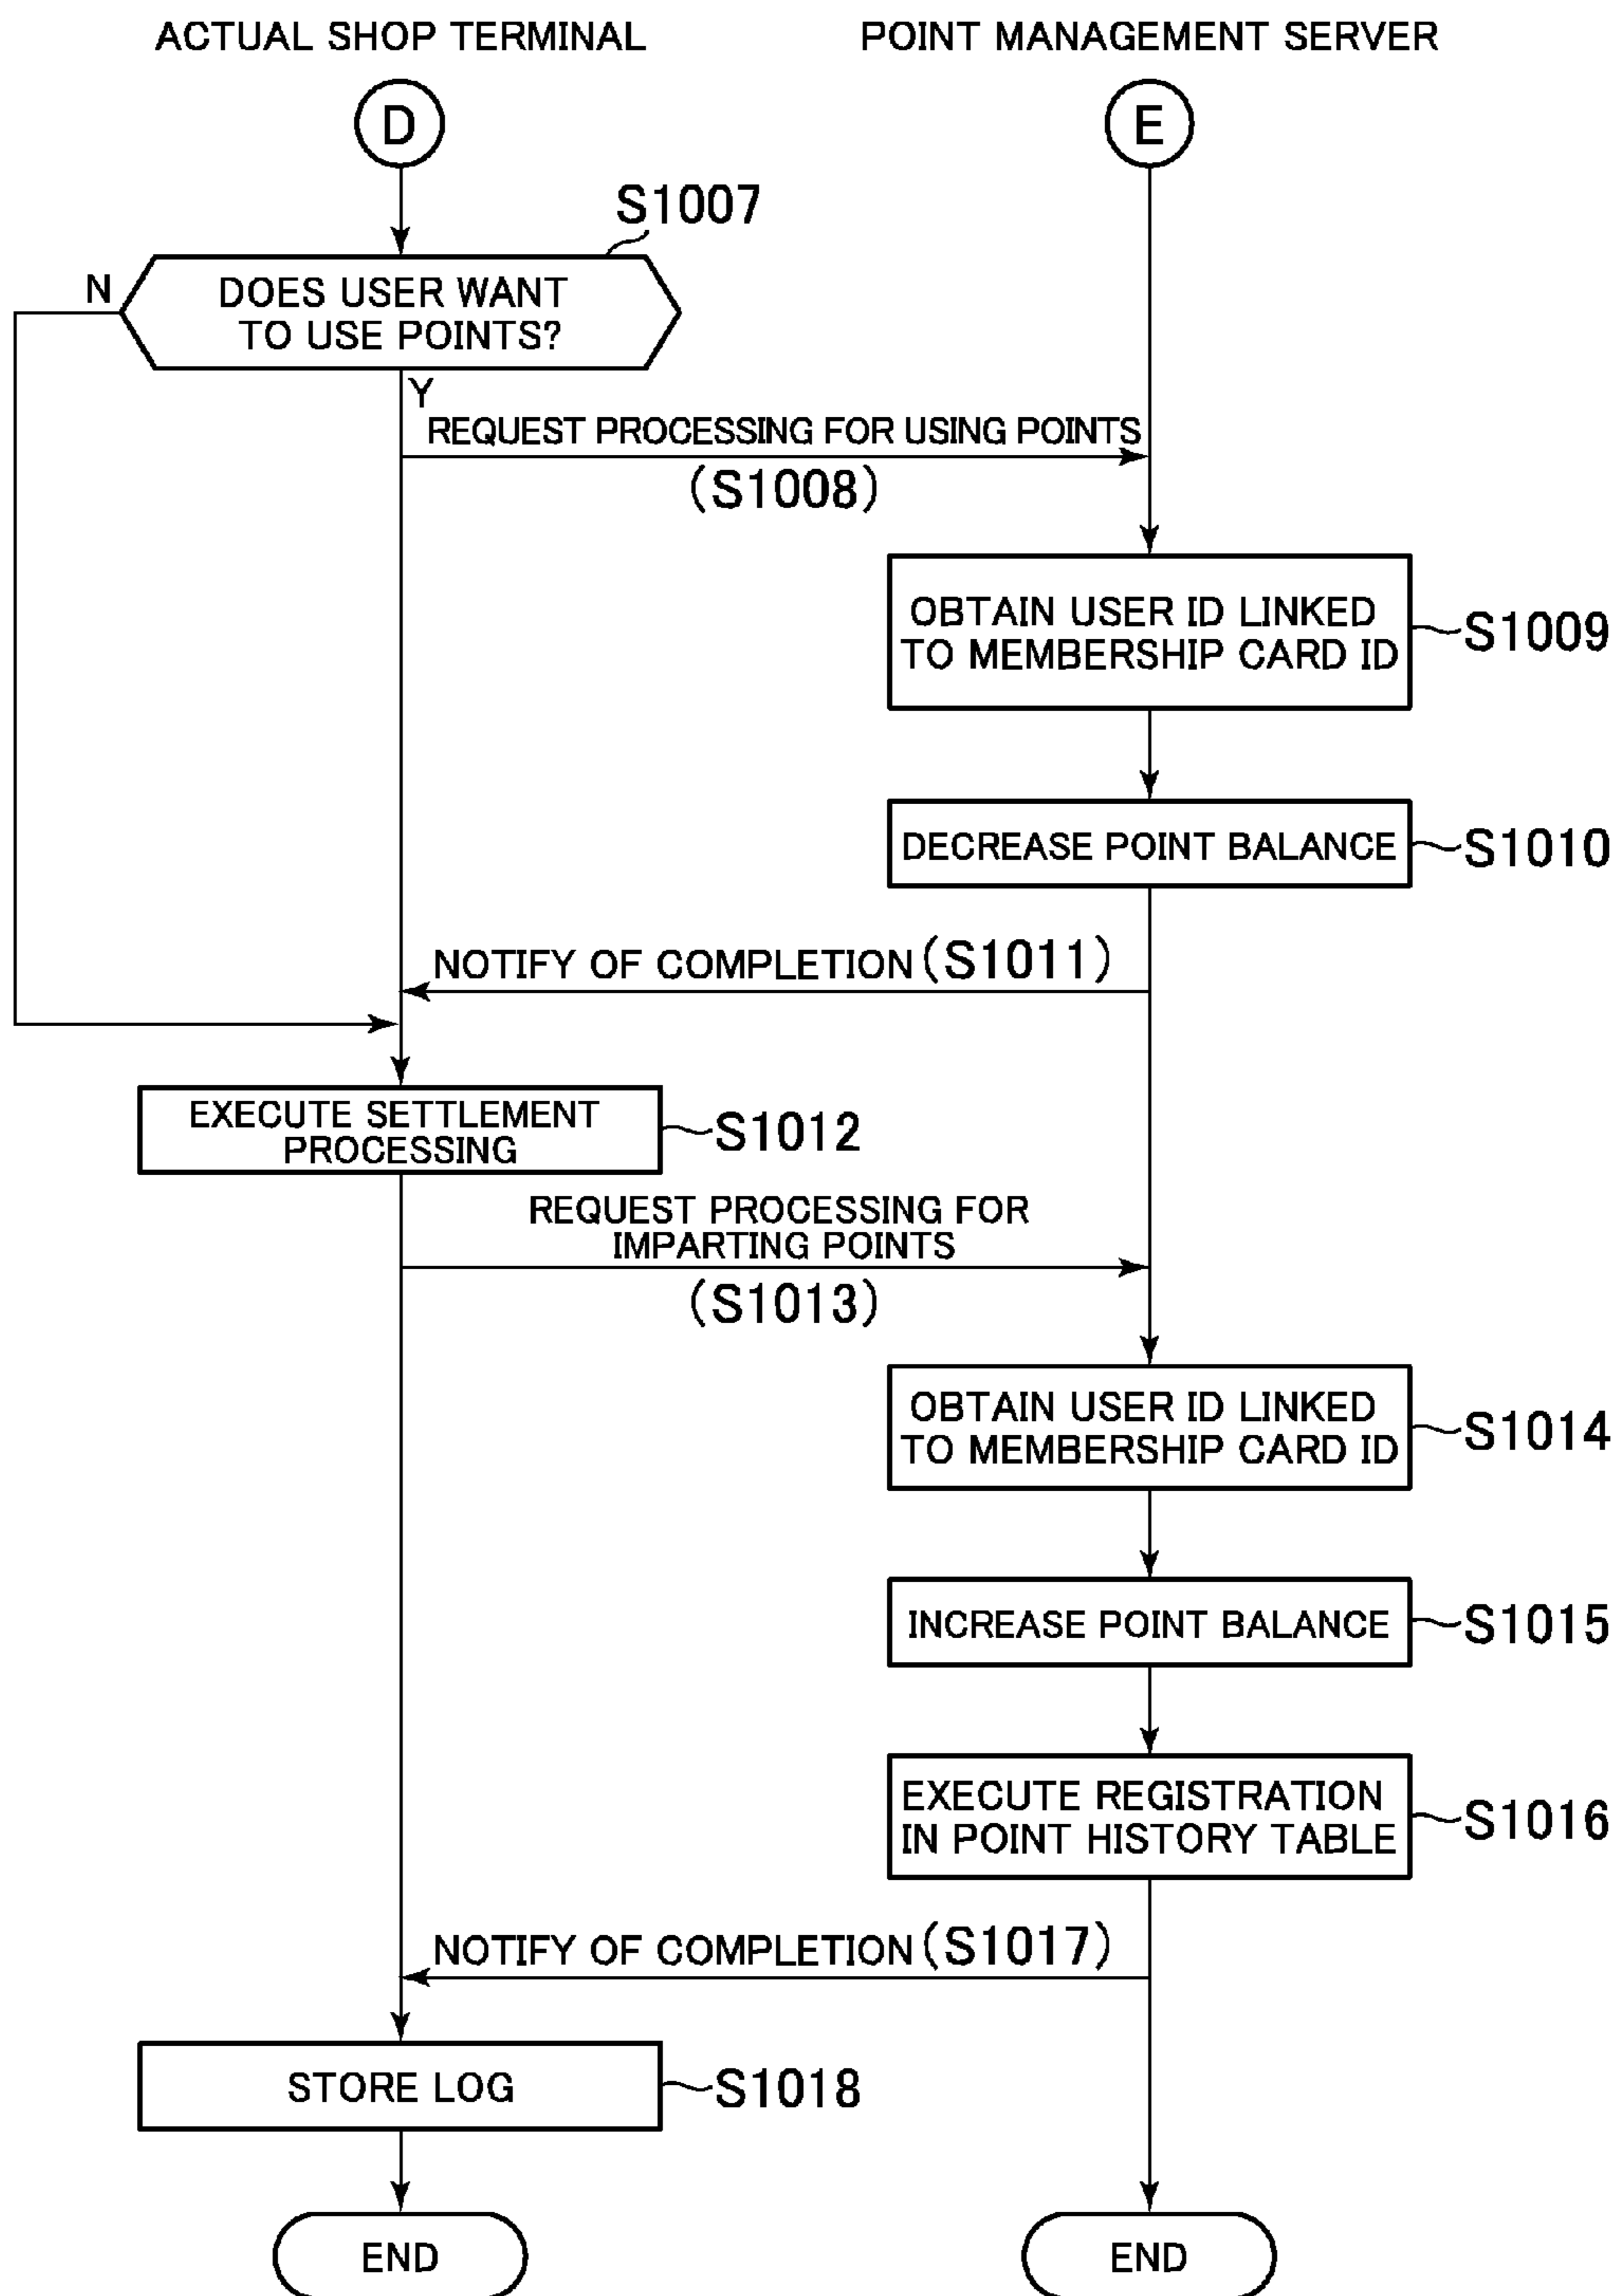 ACTUAL SHOP TERMINAL
POINT MANAGEMENT SERVER
D
E
S1007
N
DOES USER WANT
TO USE POINTS?
Y
REQUEST PROCESSING FOR USING POINTS
(S1008)
OBTAIN USER ID LINKED
TO MEMBERSHIP CARD ID
S1009
DECREASE POINT BALANCE
S1010
NOTIFY OF COMPLETION (S1011)
EXECUTE SETTLEMENT
PROCESSING
S1012
REQUEST PROCESSING FOR
IMPARTING POINTS
(S1013)
OBTAIN USER ID LINKED
TO MEMBERSHIP CARD ID
S1014
INCREASE POINT BALANCE
S1015
EXECUTE REGISTRATION
IN POINT HISTORY TABLE
S1016
NOTIFY OF COMPLETION (S1017)
STORE LOG
S1018
END
END